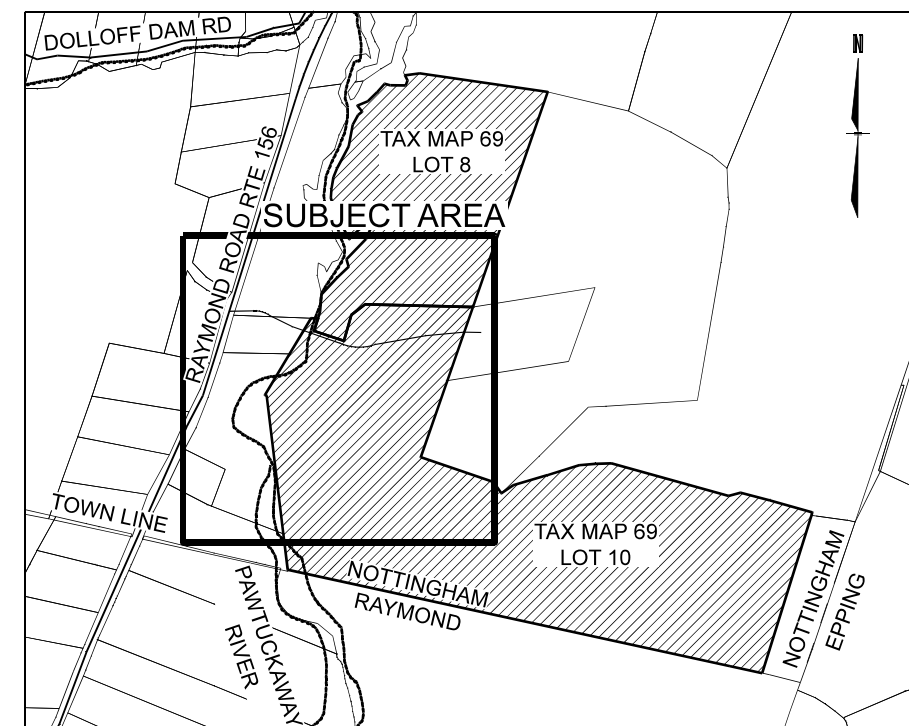 DOLLOFF DAM RD
N
TAX MAP 69
LOT 8
RAYMOND ROAD RTE 156
SUBJECT AREA
TOWN LINE
TAX MAP 69
LOT 10
NOTTINGHAM
RAYMOND
NOTTINGHAM
EPPING
PAWTUCKAWAY
RIVER